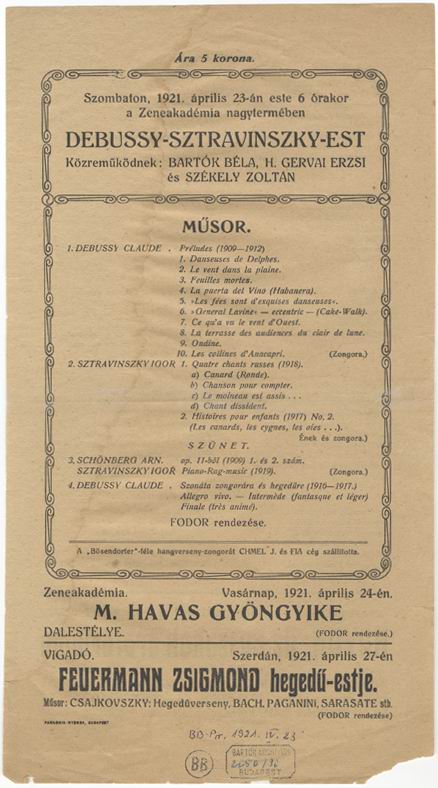 Ára 5 korona.
Szombaton, 1921. április 23-án este 6 órakor
a Zeneakadémia nagytermében
DEBUSSY-SZTRAVINSZKY-EST
Közreműködnek: BARTÓK BÉLA, H. GERVAI ERZSI
és SZÉKELY ZOLTÁN
MŰSOR.
1. DEBUSSY CLAUDE . Préludes (1909—1912)
1. Danseuses de Delphes.
2. Le vent dans la plaine.
3. Feuilles mortes.
4. La puerta del Vino (Habanera).
5. »Les fées sont d'exquises danseuses«.
6. »General Lavine« — eccentric — (Cake-Walk).
7. Ce qu'a vu le vent d'Ouest.
8. La terrasse des audiences du clair de lune.
9. Ondine.
10. Les collines d'Anacapri. (Zongora.)
2. SZTRAVINSZKY IGOR 1. Quatre chants russes (1918).
a) Canard (Ronde).
b) Chanson pour compter.
c) Le moineau est assis . . .
d) Chant dissident.
2. Histoires pour enfants (1917) No. 2.
(Les canards, les cygnes, les oies . . .).
Ének és zongora.)
SZÜNET.
3. SCHÖNBERG ARN. op. 11-ből (1909) 1. és 2. szám.
SZTRAVINSZKY IGOR Piano-Rag-music (1919). (Zongora.)
4. DEBUSSY CLAUDE . Szonáta zongorára és hegedűre (1916—1917.)
Allegro vivo. — Intermède (fantasque et léger)
Finale (très animé).
FODOR rendezése.
A „Bösendorfer"-féle hangverseny-zongorát CHMEL J. és FIA cég szállította.
Zeneakadémia. Vasárnap, 1921. április 24-én.
M. HAVAS GYÖNGYIKE
DALESTÉLYE. (FODOR rendezése.)
VIGADÓ. Szerdán, 1921. április 27-én
FEUERMANN ZSIGMOND hegedű-estje.
Műsor: CSAJKOVSZKY: Hegedűverseny, BACH, PAGANINI, SARASATE stb.
(FODOR rendezése)
PANNONIA-NYOMDA, BUDAPEST
BB-Pr. 1921. IV. 23
BB
BARTÓK ARCHÍVUM
BUDAPEST